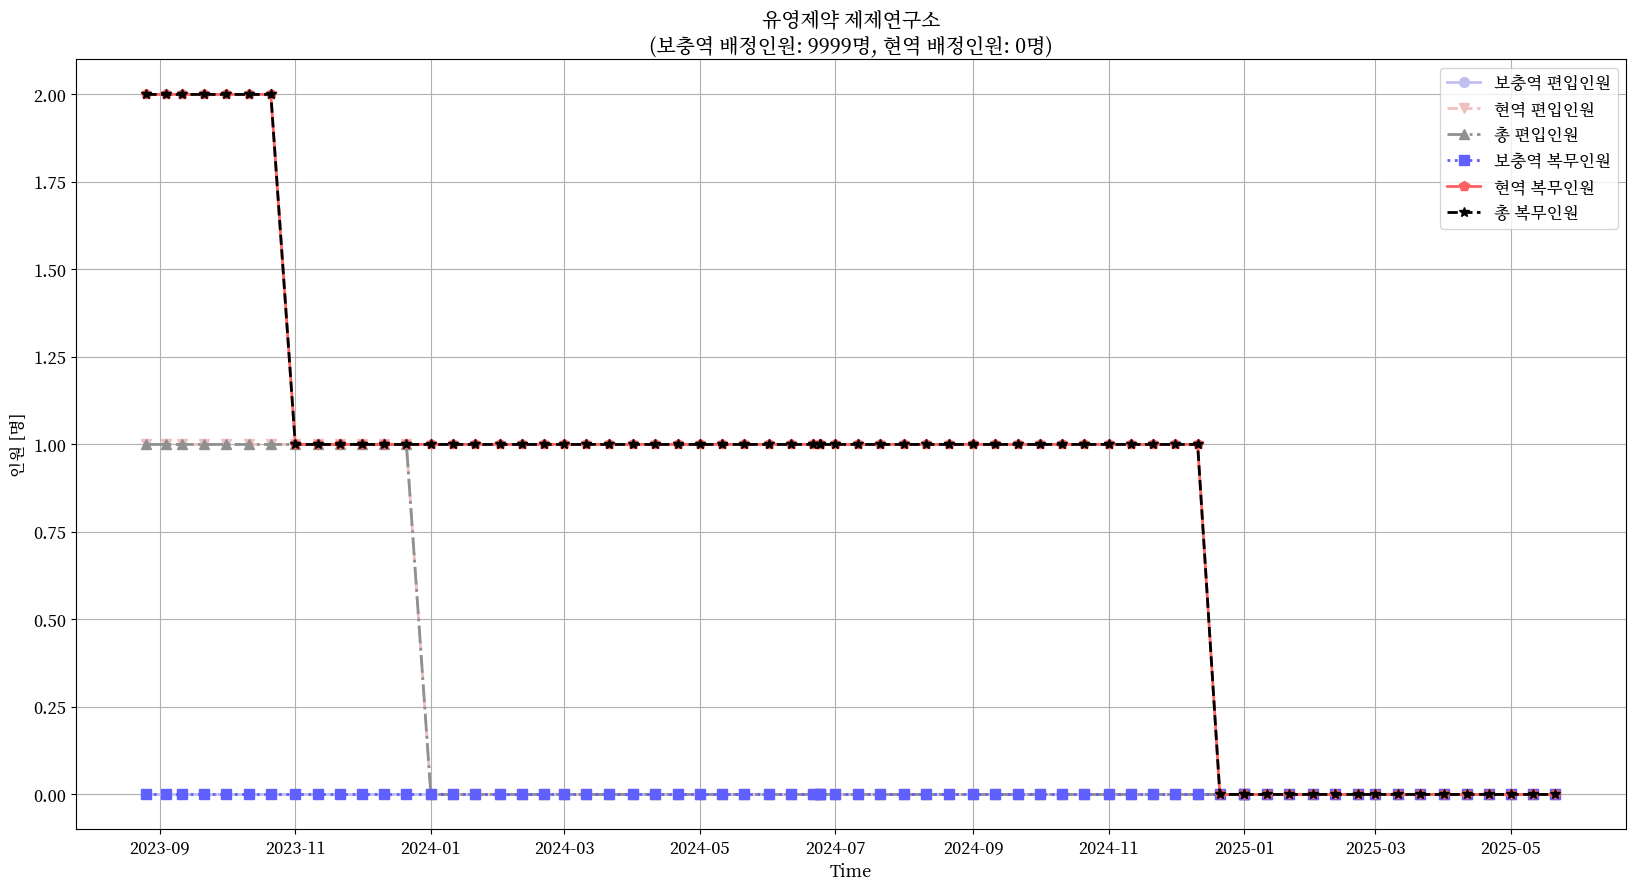 유영제약 제제연구소
(보충역 배정인원: 9999명, 현역 배정인원: 0명)
보충역 편입인원
현역 편입인원
총 편입인원
보충역 복무인원
현역 복무인원
총 복무인원
인원 [명]
2.00
1.75
1.50
1.25
1.00
0.75
0.50
0.25
0.00
2023-09
2023-11
2024-01
2024-03
2024-05
2024-07
2024-09
2024-11
2025-01
2025-03
2025-05
Time